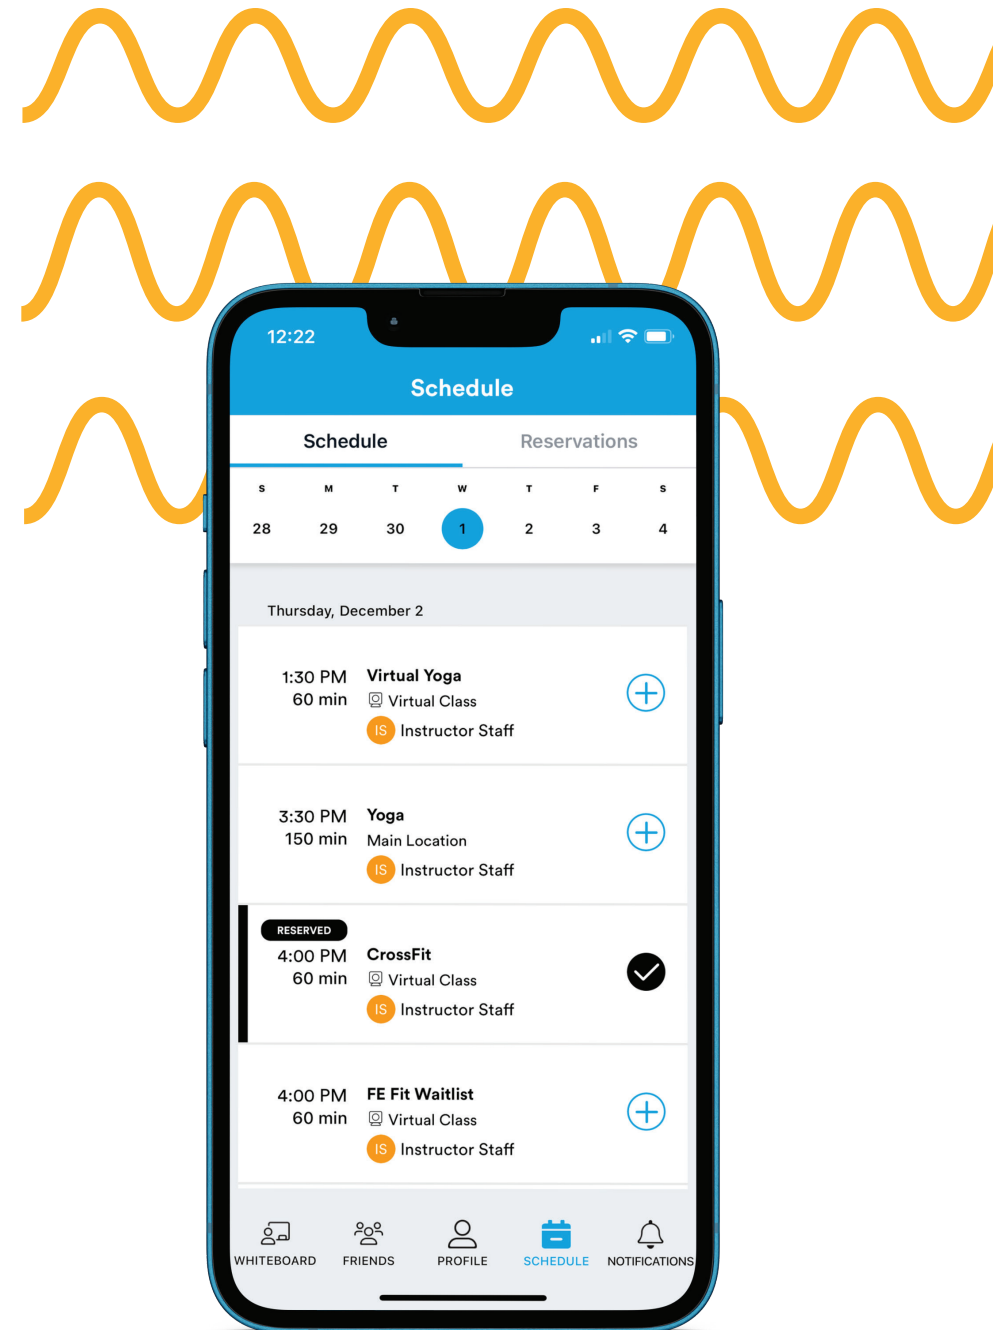 12:22
Schedule
Schedule Reservations
S M T W T F S
28 29 30 1 2 3 4
Thursday, December 2
1:30 PM Virtual Yoga
60 min Virtual Class
IS Instructor Staff
3:30 PM Yoga
150 min Main Location
IS Instructor Staff
RESERVED
4:00 PM CrossFit
60 min Virtual Class
IS Instructor Staff
4:00 PM FE Fit Waitlist
60 min Virtual Class
IS Instructor Staff
WHITEBOARD FRIENDS PROFILE SCHEDULE NOTIFICATIONS